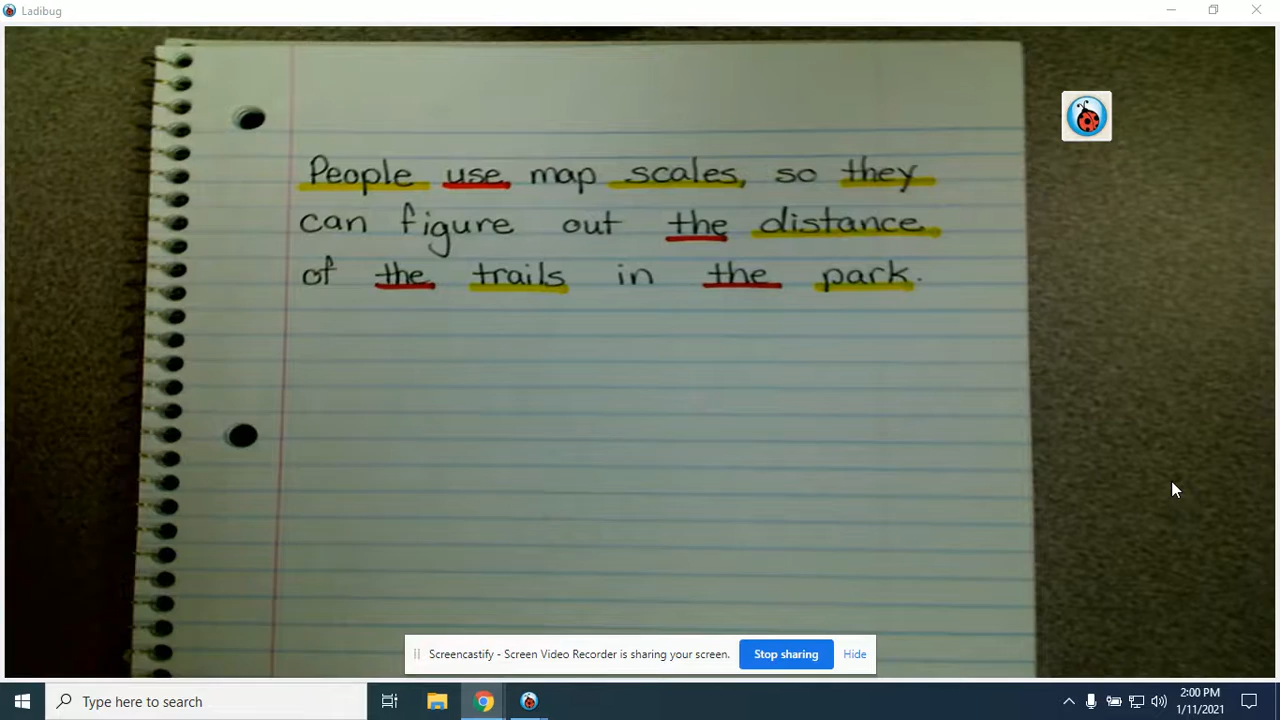 Ladibug
People use map scales, so they
can figure out the distance
of the trails in the park.
Screencastify - Screen Video Recorder is sharing your screen. Stop sharing Hide
Type here to search
2:00 PM
1/11/2021